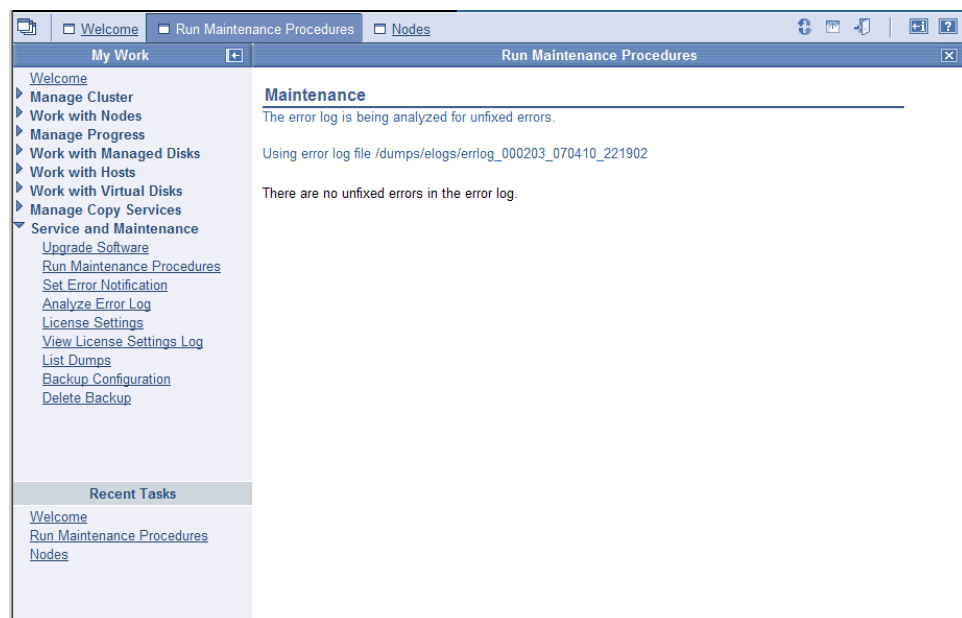 Welcome
Run Maintenance Procedures
Nodes
My Work
Run Maintenance Procedures
Welcome
Manage Cluster
Work with Nodes
Manage Progress
Work with Managed Disks
Work with Hosts
Work with Virtual Disks
Manage Copy Services
Service and Maintenance
Upgrade Software
Run Maintenance Procedures
Set Error Notification
Analyze Error Log
License Settings
View License Settings Log
List Dumps
Backup Configuration
Delete Backup
Recent Tasks
Welcome
Run Maintenance Procedures
Nodes
Maintenance
The error log is being analyzed for unfixed errors.
Using error log file /dumps/elogs/errlog_000203_070410_221902
There are no unfixed errors in the error log.